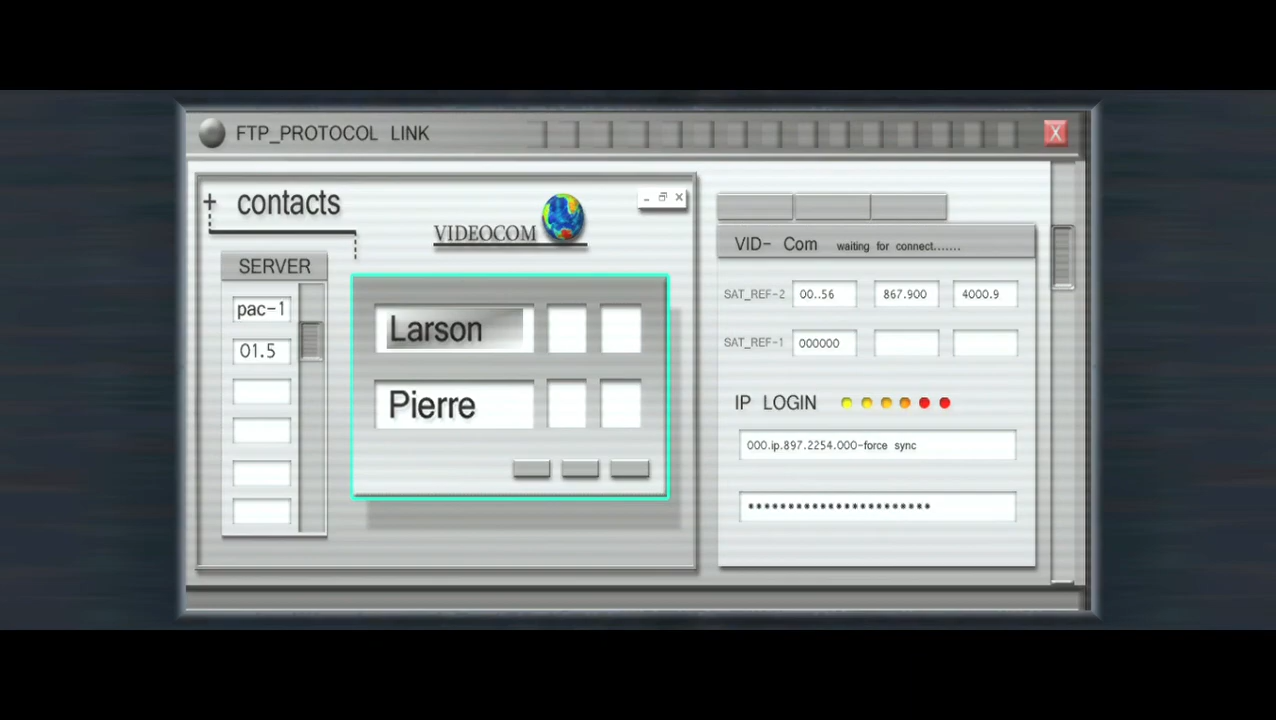 FTP_PROTOCOL LINK
X
+ contacts
VIDEOCOM
SERVER
pac-1
01.5
Larson
Pierre
VID- Com waiting for connect.......
SAT_REF-2 00..56 867.900 4000.9
SAT_REF-1 000000
IP LOGIN
000.ip.897.2254.000-force sync
************************